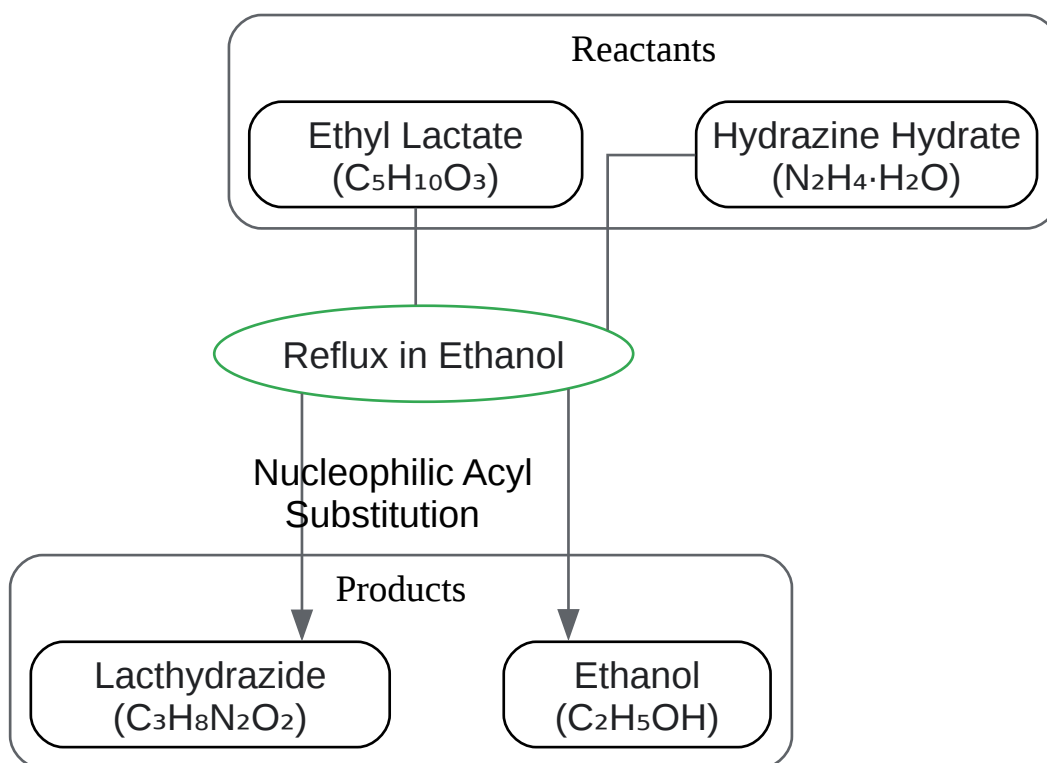 Reactants
Ethyl Lactate
(C₅H₁₀O₃)
Hydrazine Hydrate
(N₂H₄·H₂O)
Reflux in Ethanol
Nucleophilic Acyl
Substitution
Products
Lacthydrazide
(C₃H₈N₂O₂)
Ethanol
(C₂H₅OH)